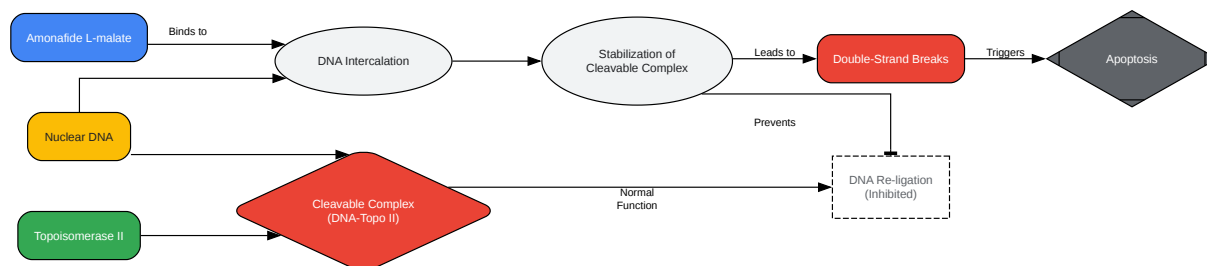 Amonafide L-malate
Binds to
DNA Intercalation
Stabilization of
Cleavable Complex
Leads to
Double-Strand Breaks
Triggers
Apoptosis
Nuclear DNA
Prevents
Cleavable Complex
(DNA-Topo II)
Normal
Function
DNA Re-ligation
(Inhibited)
Topoisomerase II